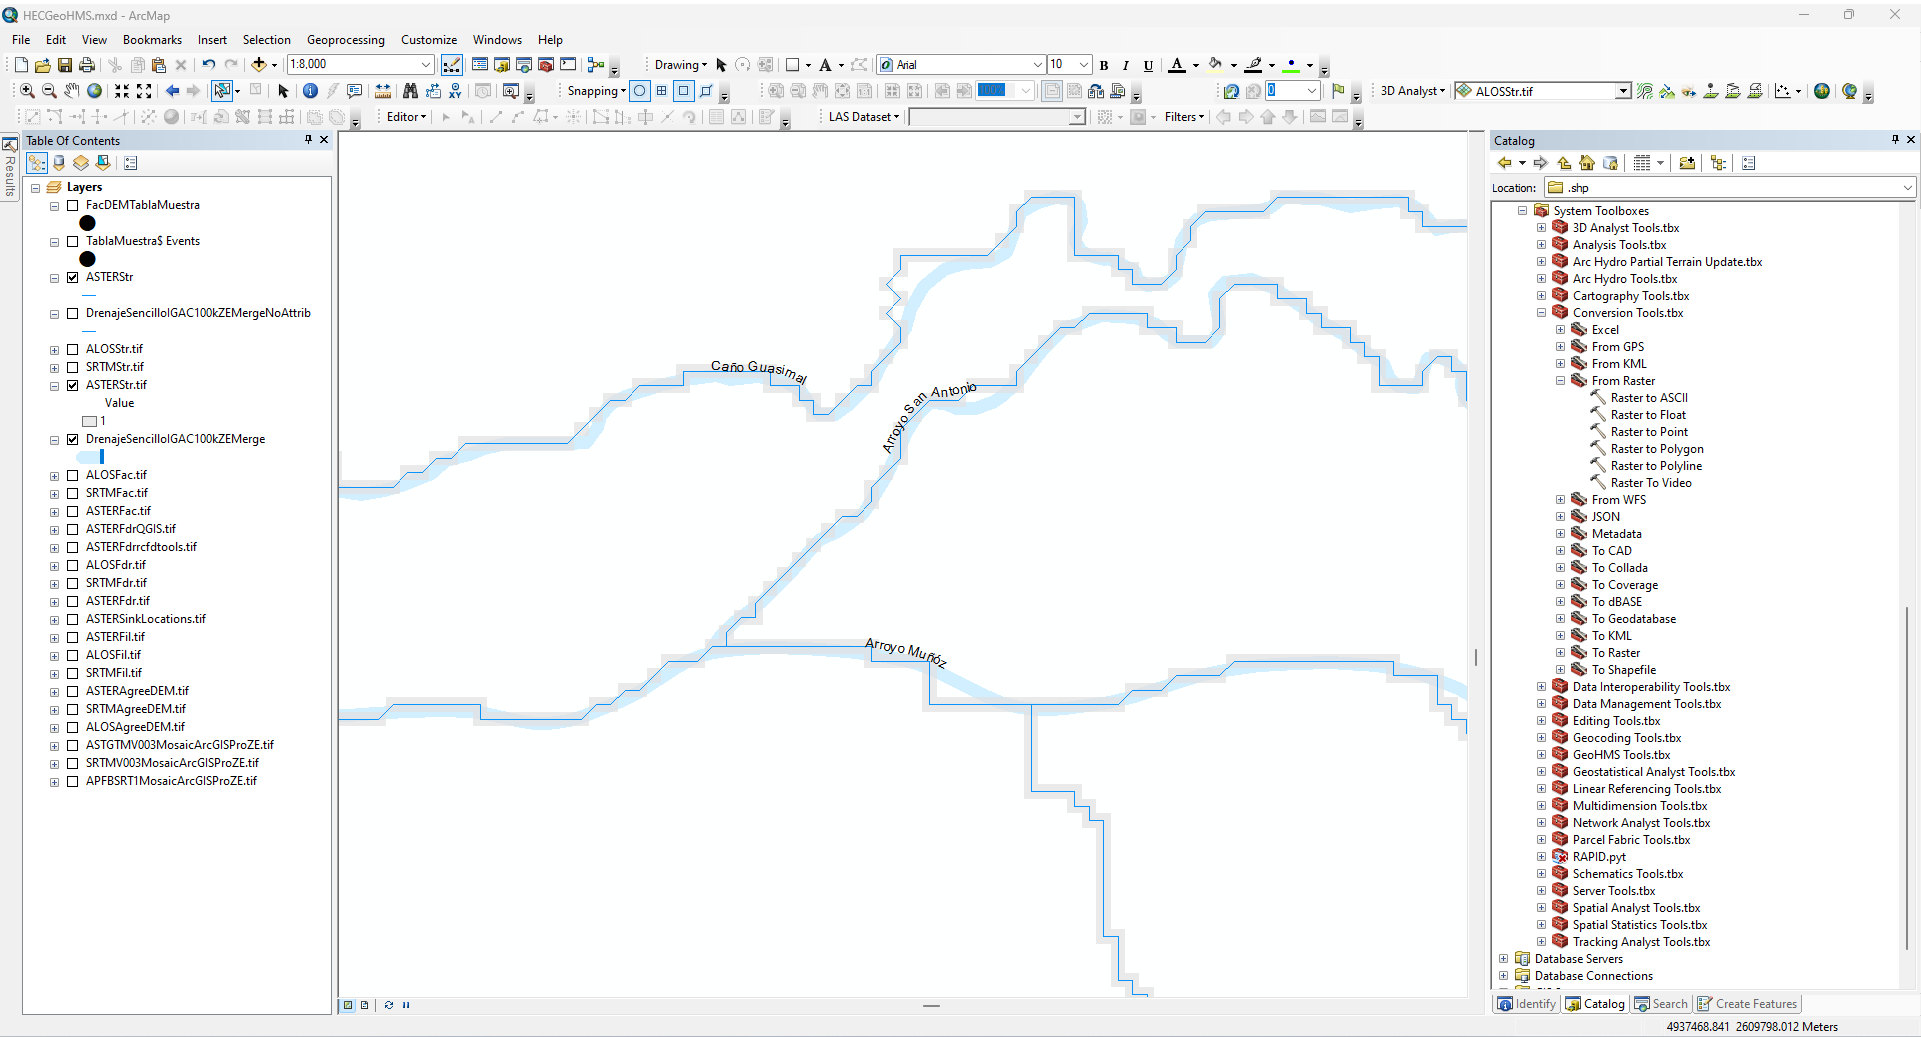 HECGeoHMS.mxd - ArcMap
File Edit View Bookmarks Insert Selection Geoprocessing Customize Windows Help
1:8,000
Drawing
Arial
10
B I U
Snapping
100%
0
3D Analyst
ALOSStr.tif
Editor
LAS Dataset
Filters
Results
Table Of Contents
Layers
FacDEMTablaMuestra
TablaMuestra$ Events
ASTERStr
DrenajeSencilloIGAC100kZEMergeNoAttrib
ALOSStr.tif
SRTMStr.tif
ASTERStr.tif
Value
1
DrenajeSencilloIGAC100kZEMerge
ALOSFac.tif
SRTMFac.tif
ASTERFac.tif
ASTERFdrQGIS.tif
ASTERFdrrcfdtools.tif
ALOSFdr.tif
SRTMFdr.tif
ASTERFdr.tif
ASTERSinkLocations.tif
ASTERFil.tif
ALOSFil.tif
SRTMFil.tif
ASTERAgreeDEM.tif
SRTMAgreeDEM.tif
ALOSAgreeDEM.tif
ASTGTMV003MosaicArcGISProZE.tif
SRTMV003MosaicArcGISProZE.tif
APFBSRT1MosaicArcGISProZE.tif
Caño Guasimal
Arroyo San Antonio
Arroyo Muñóz
Catalog
Location: .shp
System Toolboxes
3D Analyst Tools.tbx
Analysis Tools.tbx
Arc Hydro Partial Terrain Update.tbx
Arc Hydro Tools.tbx
Cartography Tools.tbx
Conversion Tools.tbx
Excel
From GPS
From KML
From Raster
Raster to ASCII
Raster to Float
Raster to Point
Raster to Polygon
Raster to Polyline
Raster To Video
From WFS
JSON
Metadata
To CAD
To Collada
To Coverage
To dBASE
To Geodatabase
To KML
To Raster
To Shapefile
Data Interoperability Tools.tbx
Data Management Tools.tbx
Editing Tools.tbx
Geocoding Tools.tbx
GeoHMS Tools.tbx
Geostatistical Analyst Tools.tbx
Linear Referencing Tools.tbx
Multidimension Tools.tbx
Network Analyst Tools.tbx
Parcel Fabric Tools.tbx
RAPID.pyt
Schematics Tools.tbx
Server Tools.tbx
Spatial Analyst Tools.tbx
Spatial Statistics Tools.tbx
Tracking Analyst Tools.tbx
Database Servers
Database Connections
Identify Catalog Search Create Features
4937468.841 2609798.012 Meters